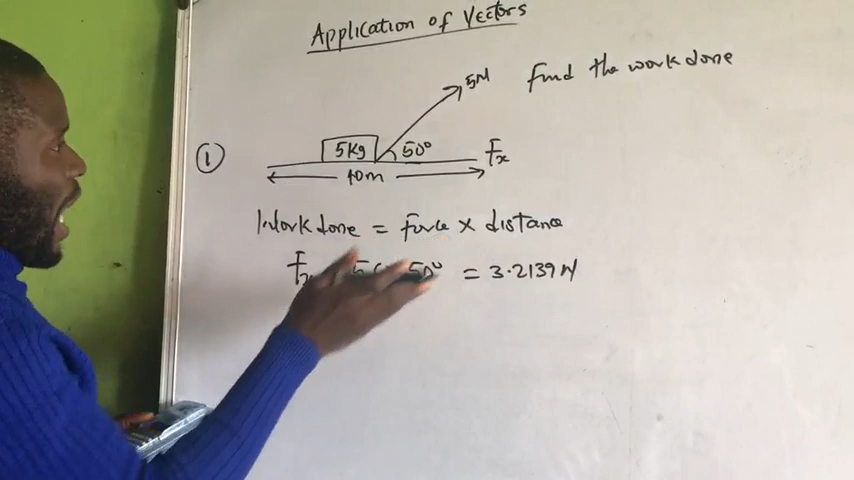 Application of Vectors
5N
Find the work done
①
5kg
50°
Fx
10m
Work done = Force × distance
50° = 3.2139 N